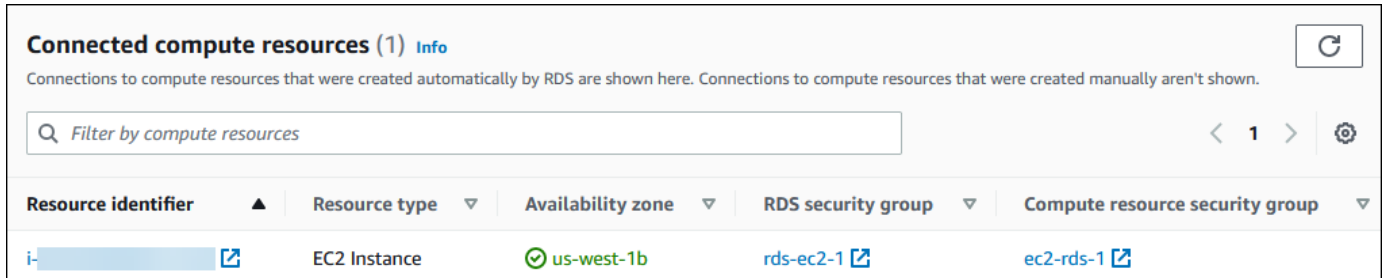 Connected compute resources (1) Info
Connections to compute resources that were created automatically by RDS are shown here. Connections to compute resources that were created manually aren't shown.
Filter by compute resources
1
Resource identifier Resource type Availability zone RDS security group Compute resource security group
i- EC2 Instance us-west-1b rds-ec2-1 ec2-rds-1